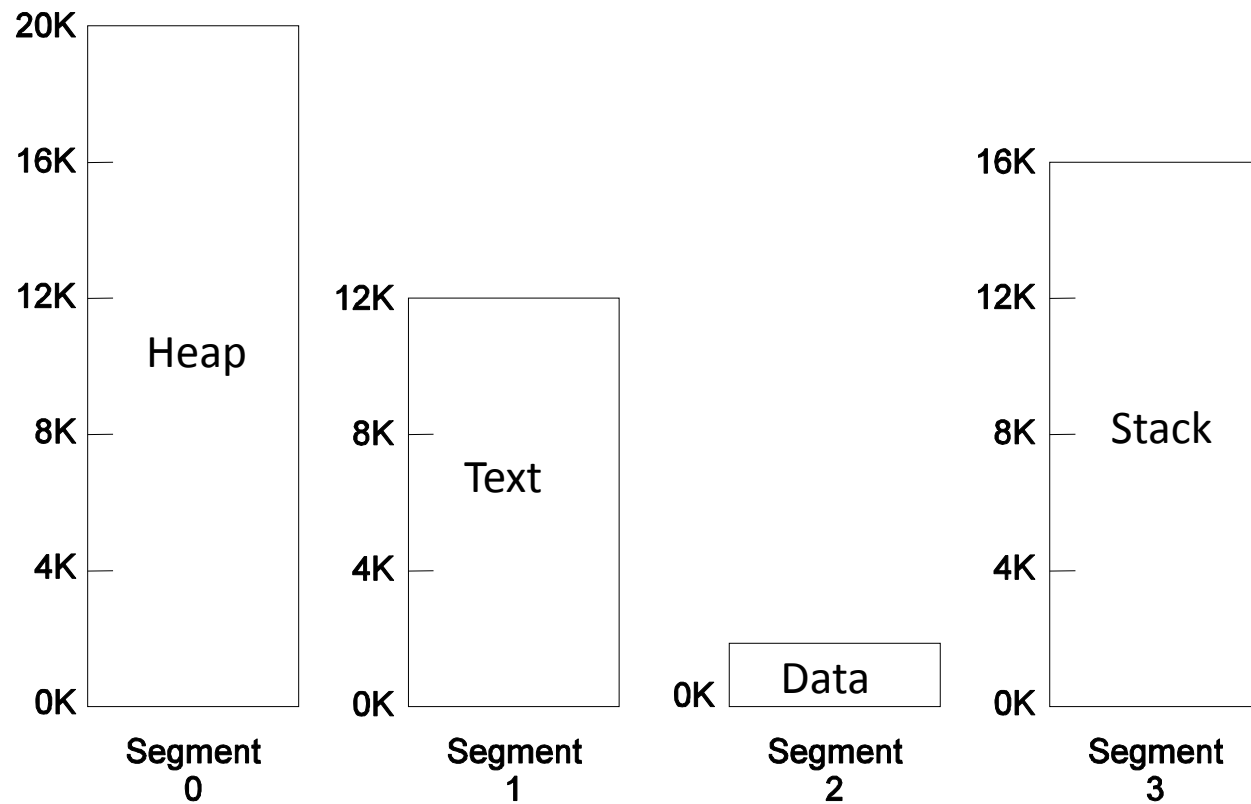 20K
16K
12K
8K
4K
0K
Heap
Segment
0
12K
8K
4K
0K
Text
Segment
1
0K
Data
Segment
2
16K
12K
8K
4K
0K
Stack
Segment
3